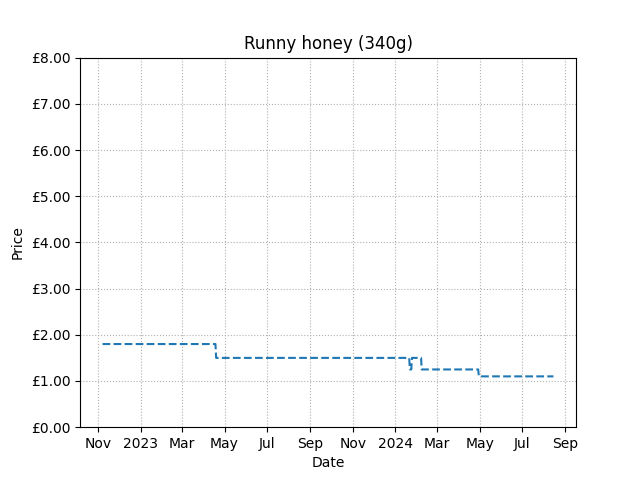 Runny honey (340g)
£8.00
£7.00
£6.00
£5.00
£4.00
£3.00
£2.00
£1.00
£0.00
Price
Nov 2023 Mar May Jul Sep Nov 2024 Mar May Jul Sep
Date